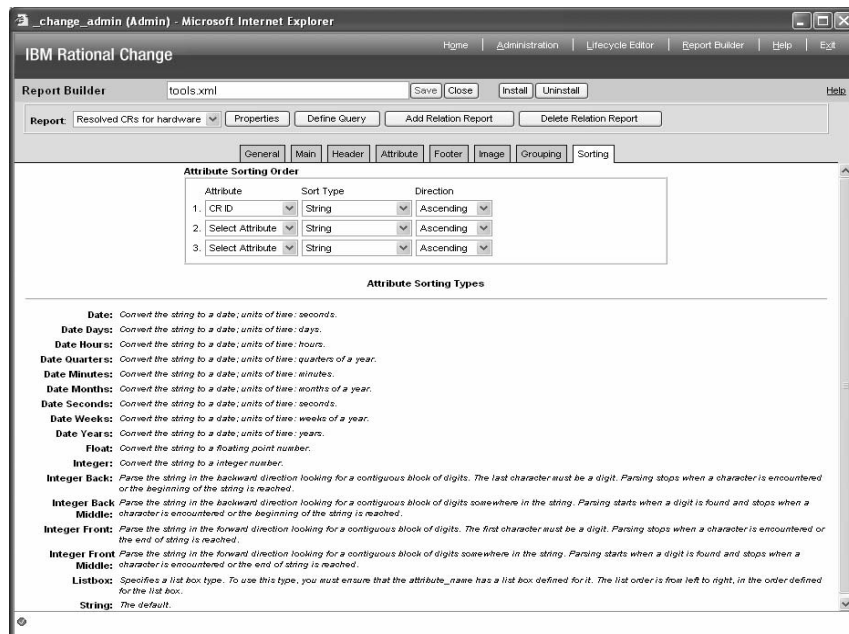 _change_admin (Admin) - Microsoft Internet Explorer
IBM Rational Change
Home | Administration | Lifecycle Editor | Report Builder | Help | Exit
Report Builder tools.xml Save Close Install Uninstall Help
Report: Resolved CRs for hardware Properties Define Query Add Relation Report Delete Relation Report
General Main Header Attribute Footer Image Grouping Sorting
Attribute Sorting Order
Attribute Sort Type Direction
1. CR ID String Ascending
2. Select Attribute String Ascending
3. Select Attribute String Ascending
Attribute Sorting Types
Date: Convert the string to a date; units of time: seconds.
Date Days: Convert the string to a date; units of time: days.
Date Hours: Convert the string to a date; units of time: hours.
Date Quarters: Convert the string to a date; units of time: quarters of a year.
Date Minutes: Convert the string to a date; units of time: minutes.
Date Months: Convert the string to a date; units of time: months of a year.
Date Seconds: Convert the string to a date; units of time: seconds.
Date Weeks: Convert the string to a date; units of time: weeks of a year.
Date Years: Convert the string to a date; units of time: years.
Float: Convert the string to a floating point number.
Integer: Convert the string to a integer number.
Integer Back: Parse the string in the backward direction looking for a contiguous block of digits. The last character must be a digit. Parsing stops when a character is encountered
or the beginning of the string is reached.
Integer Back Parse the string in the backward direction looking for a contiguous block of digits somewhere in the string. Parsing starts when a digit is found and stops when a
Middle: character is encountered or the beginning of the string is reached.
Integer Front: Parse the string in the forward direction looking for a contiguous block of digits. The first character must be a digit. Parsing stops when a character is encountered or
the end of string is reached.
Integer Front Parse the string in the forward direction looking for a contiguous block of digits somewhere in the string. Parsing starts when a digit is found and stops when a
Middle: character is encountered or the end of string is reached.
Listbox: Specifies a list box type. To use this type, you must ensure that the attribute_name has a list box defined for it. The list order is from left to right, in the order defined
for the list box.
String: The default.